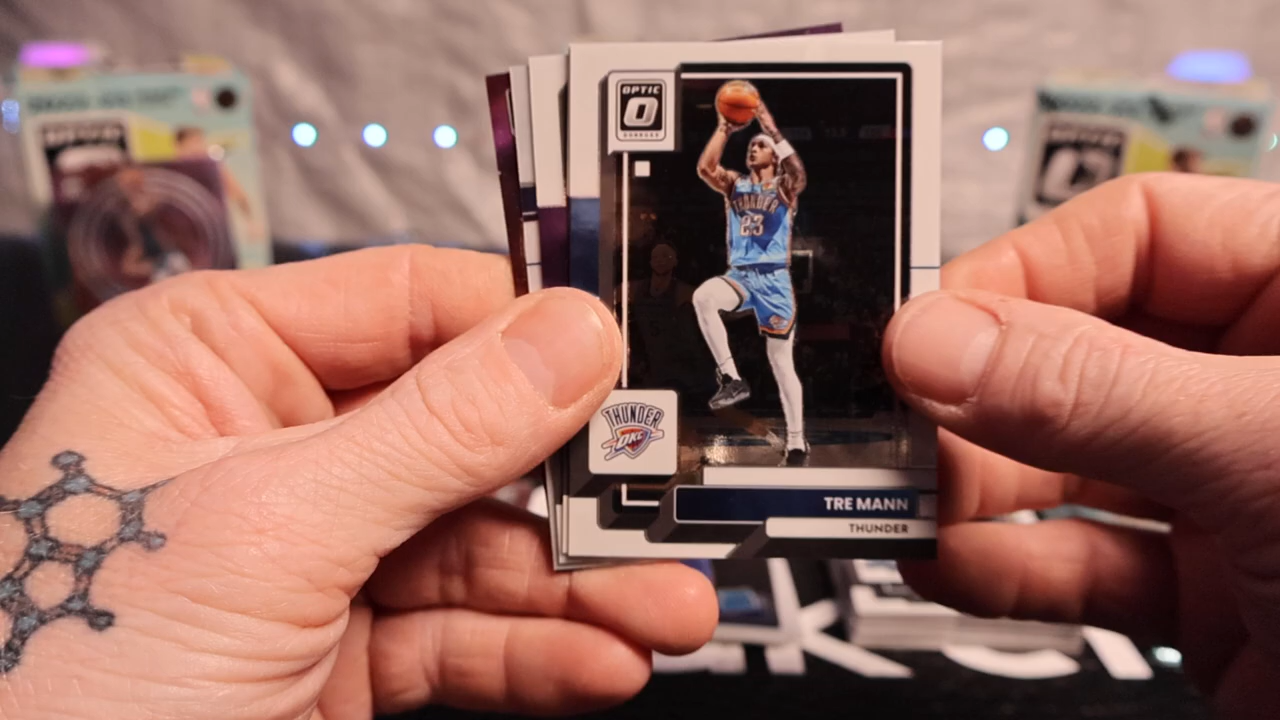 OPTIC
DONRUSS
THUNDER
23
THUNDER
OKC
TRE MANN
THUNDER